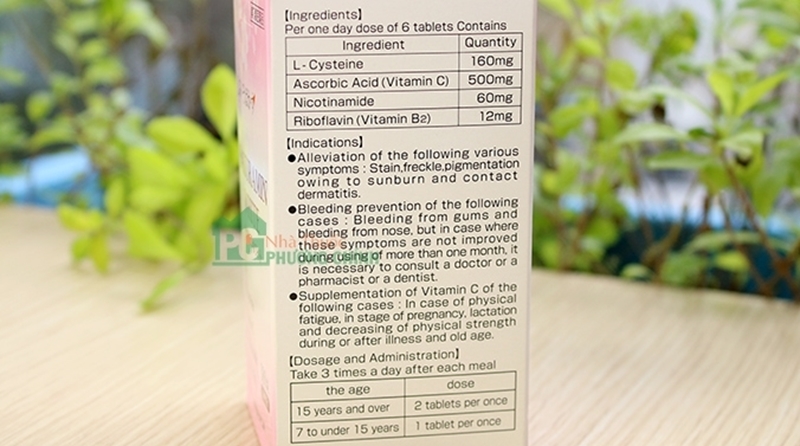 【Ingredients】
Per one day dose of 6 tablets Contains
Ingredient Quantity
L-Cysteine 160mg
Ascorbic Acid (Vitamin C) 500mg
Nicotinamide 60mg
Riboflavin (Vitamin B2) 12mg
【Indications】
●Alleviation of the following various
symptoms : Stain,freckle,pigmentation
owing to sunburn and contact
dermatitis.
●Bleeding prevention of the following
cases : Bleeding from gums and
bleeding from nose, but in case where
these symptoms are not improved
during using of more than one month, it
is necessary to consult a doctor or a
pharmacist or a dentist.
●Supplementation of Vitamin C of the
following cases : In case of physical
fatigue, in stage of pregnancy, lactation
and decreasing of physical strength
during or after illness and old age.
【Dosage and Administration】
Take 3 times a day after each meal
the age dose
15 years and over 2 tablets per once
7 to under 15 years 1 tablet per once
PC